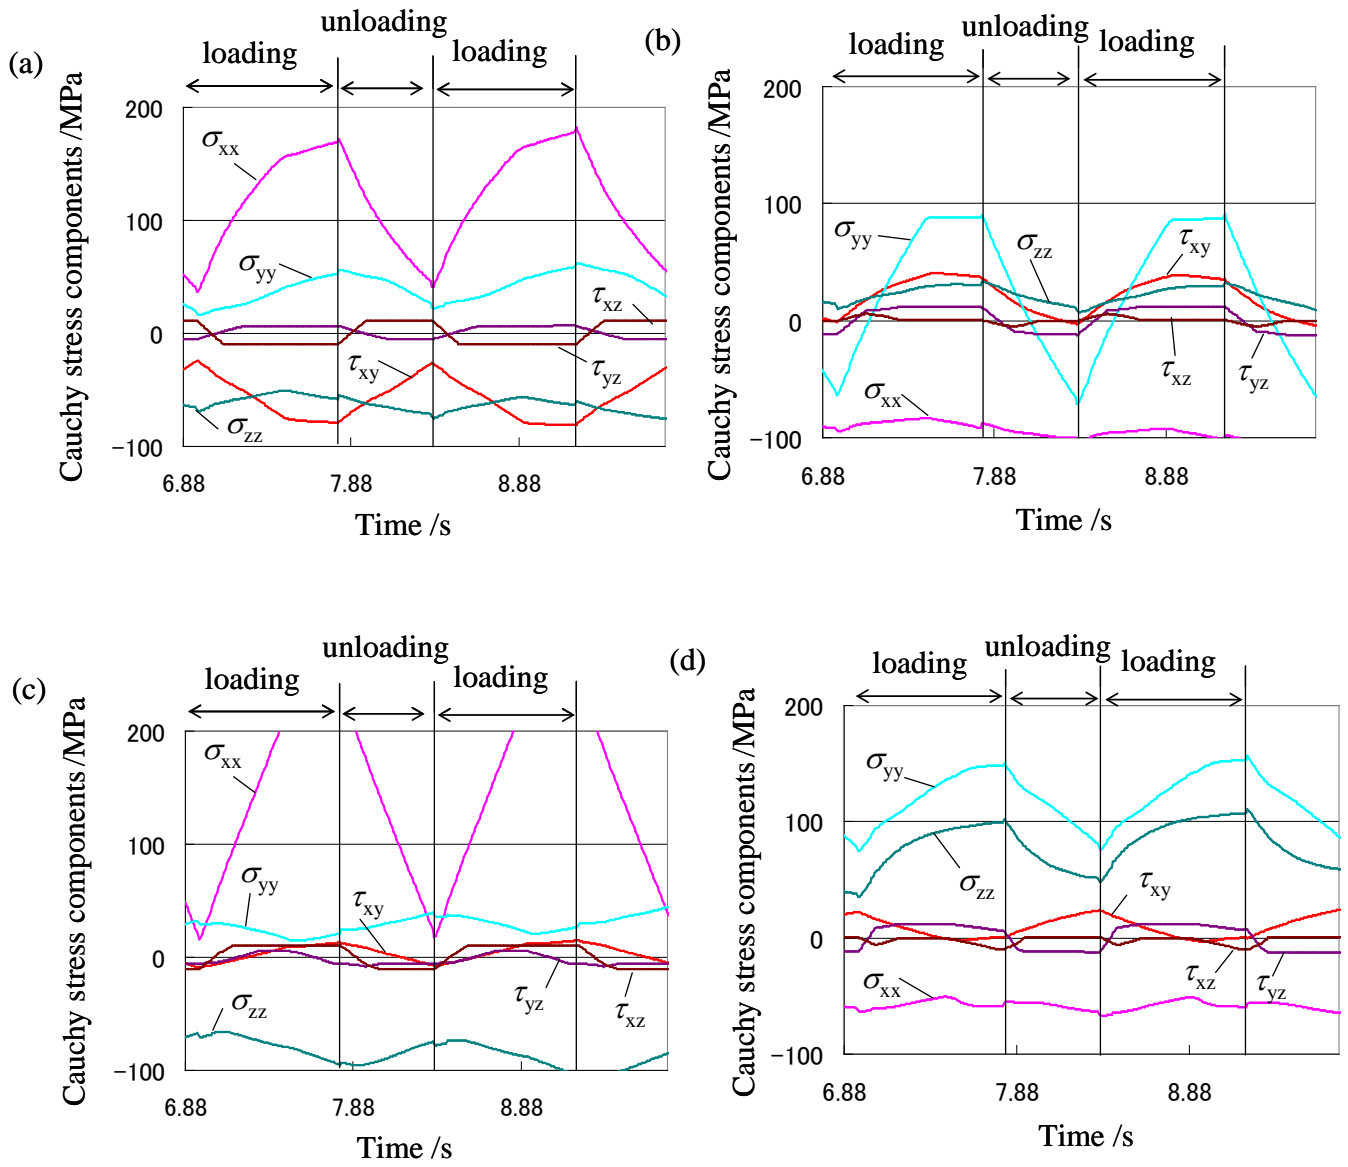 (a)
unloading
loading
loading
Cauchy stress components /MPa
200
100
0
−100
σxx
σyy
τxz
τxy
τyz
σzz
6.88
7.88
8.88
Time /s
(b)
unloading
loading
loading
Cauchy stress components /MPa
200
100
0
−100
σyy
σzz
τxy
σxx
τxz
τyz
6.88
7.88
8.88
Time /s
(c)
unloading
loading
loading
Cauchy stress components /MPa
200
100
0
−100
σxx
σyy
τxy
τyz
τxz
σzz
6.88
7.88
8.88
Time /s
(d)
unloading
loading
loading
Cauchy stress components /MPa
200
100
0
−100
σyy
σzz
τxy
σxx
τxz
τyz
6.88
7.88
8.88
Time /s